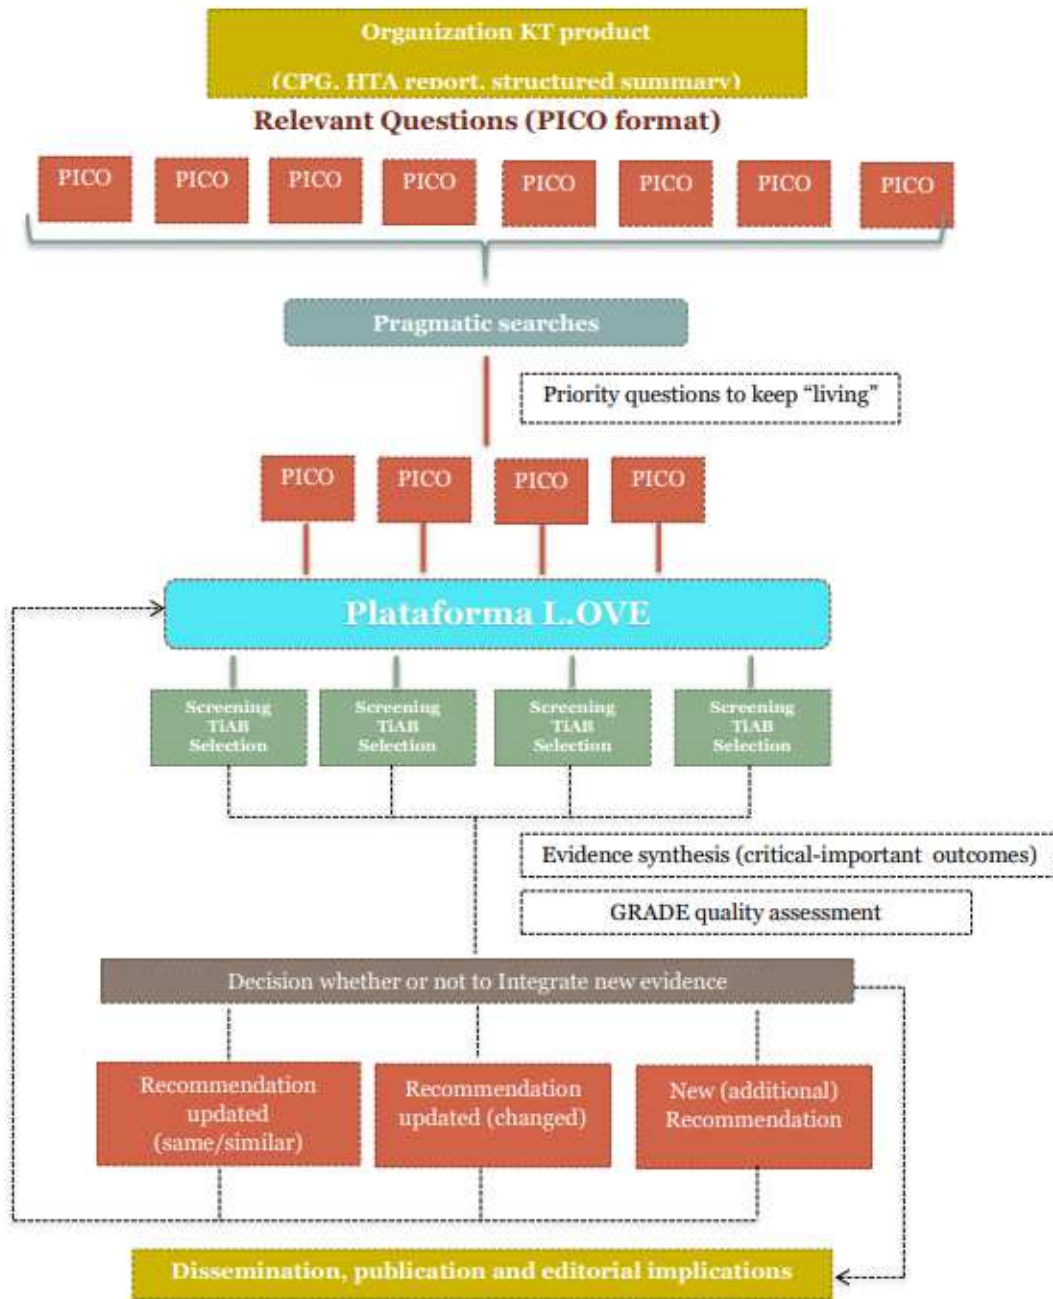 Organization KT product
(CPG, HTA report, structured summary)
Relevant Questions (PICO format)
PICO PICO PICO PICO PICO PICO PICO PICO
Pragmatic searches
Priority questions to keep “living”
PICO PICO PICO PICO
Plataforma L.OVE
Screening Screening Screening Screening
TiAB TiAB TiAB TiAB
Selection Selection Selection Selection
Evidence synthesis (critical-important outcomes)
GRADE quality assessment
Decision whether or not to Integrate new evidence
Recommendation
updated
(same/similar)
Recommendation
updated (changed)
New (additional)
Recommendation
Dissemination, publication and editorial implications